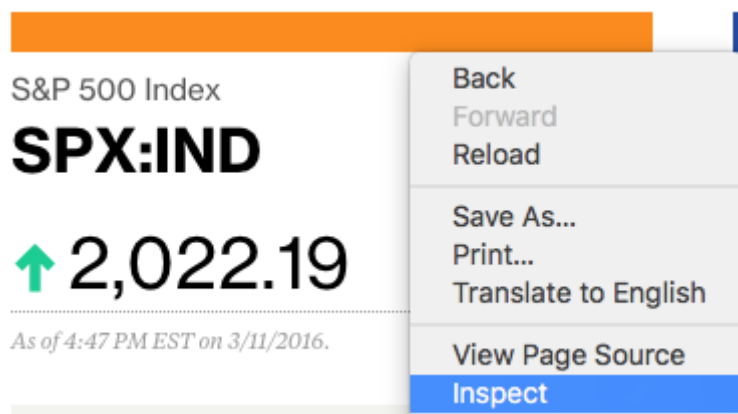 S&P 500 Index
SPX:IND
2,022.19
As of 4:47 PM EST on 3/11/2016.
Back
Forward
Reload
Save As...
Print...
Translate to English
View Page Source
Inspect